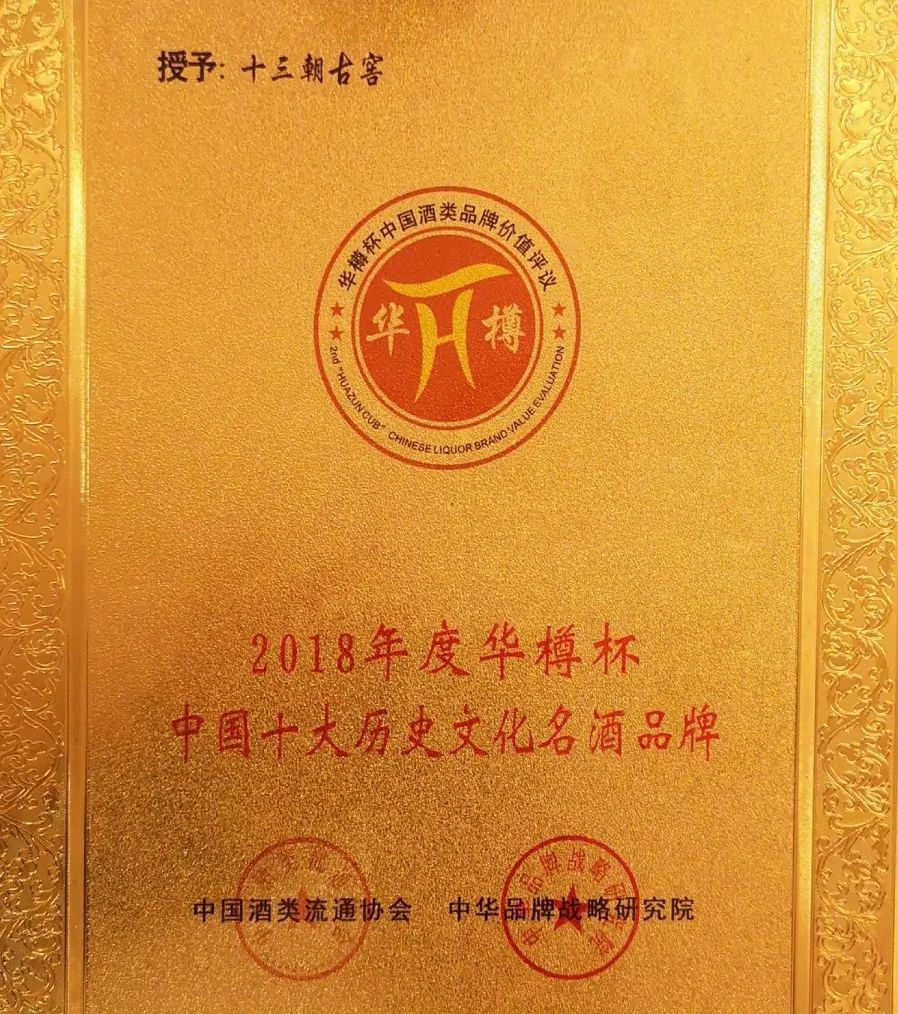 授予：十三朝古窖
华樽杯中国酒类品牌价值评议
华樽
2nd "HUAZUN CUB" CHINESE LIQUOR BRAND VALUE EVALUATION
2018年度华樽杯
中国十大历史文化名酒品牌
中国酒类流通协会 中华品牌战略研究院